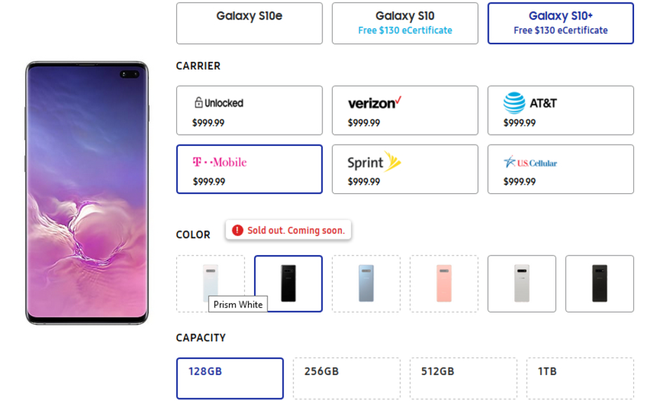 Galaxy S10e
Galaxy S10
Free $130 eCertificate
Galaxy S10+
Free $130 eCertificate
CARRIER
Unlocked
$999.99
verizon
$999.99
AT&T
$999.99
T-Mobile
$999.99
Sprint
$999.99
U.S. Cellular
$999.99
COLOR
Sold out. Coming soon.
Prism White
CAPACITY
128GB
256GB
512GB
1TB